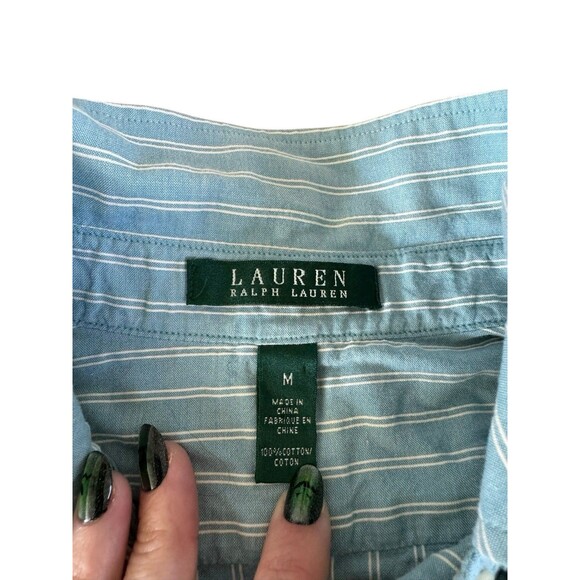 LAUREN
RALPH LAUREN
M
MADE IN
CHINA
FABRIQUE EN
CHINE
100%COTTON/
COTON